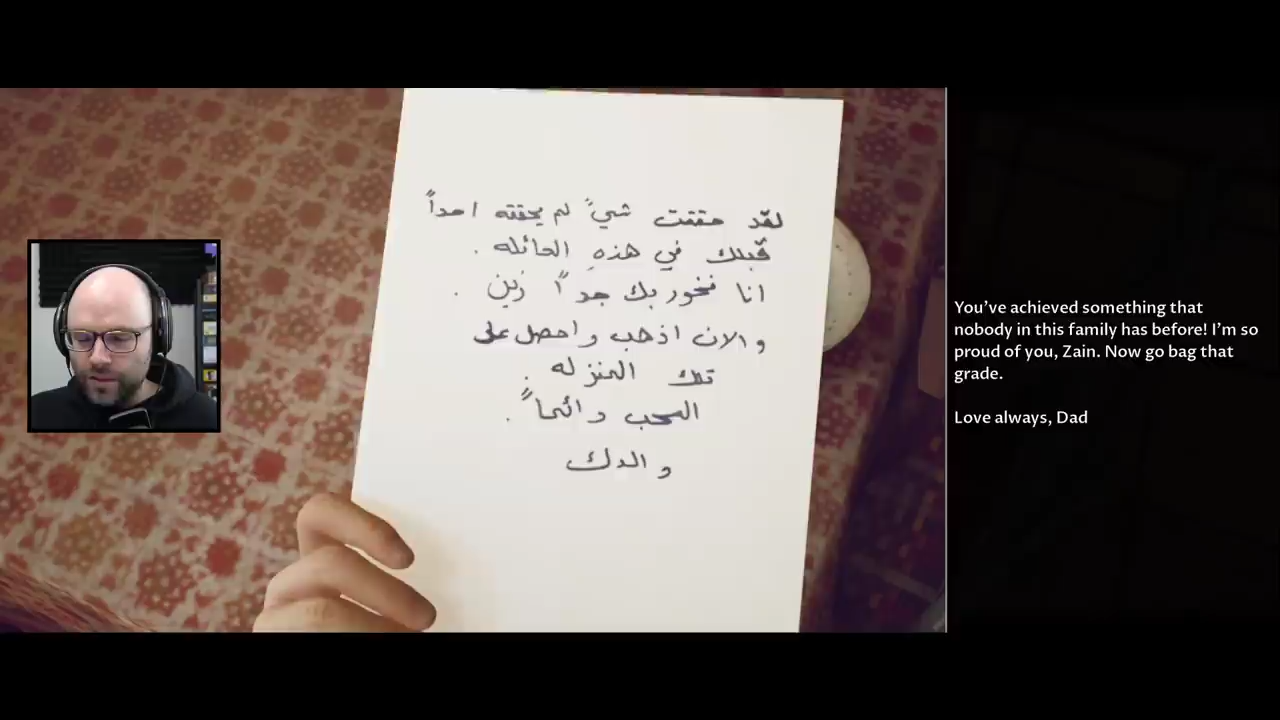 لقد حققت شيءً لم يحققه احداً
قبلك في هذهِ العائله .
انا فخور بك جداً زين .
والان اذهب واحصل على
تلك المنزله .
المحب دائماً .
والدك
You've achieved something that
nobody in this family has before! I'm so
proud of you, Zain. Now go bag that
grade.
Love always, Dad